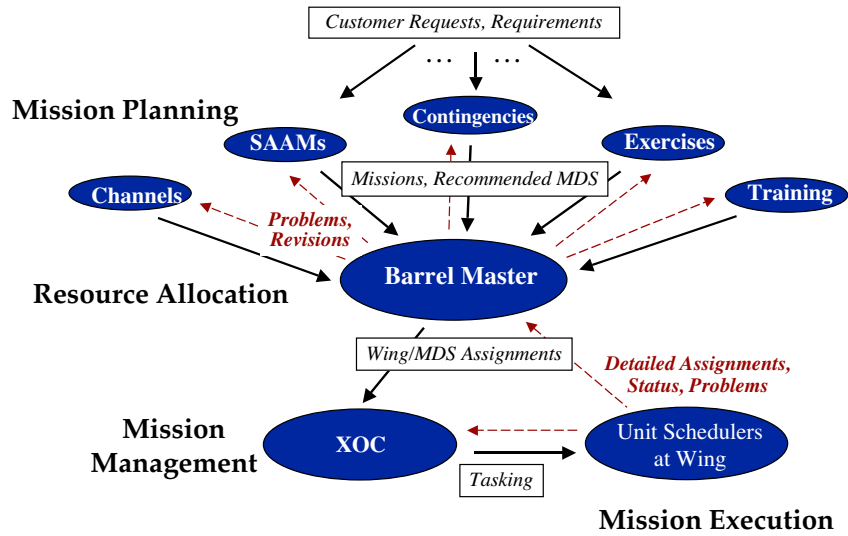 Customer Requests, Requirements
... ...
Mission Planning
Contingencies
SAAMs
Exercises
Missions, Recommended MDS
Channels
Training
Problems,
Revisions
Barrel Master
Resource Allocation
Wing/MDS Assignments
Detailed Assignments,
Status, Problems
Mission
Management
XOC
Unit Schedulers
at Wing
Tasking
Mission Execution